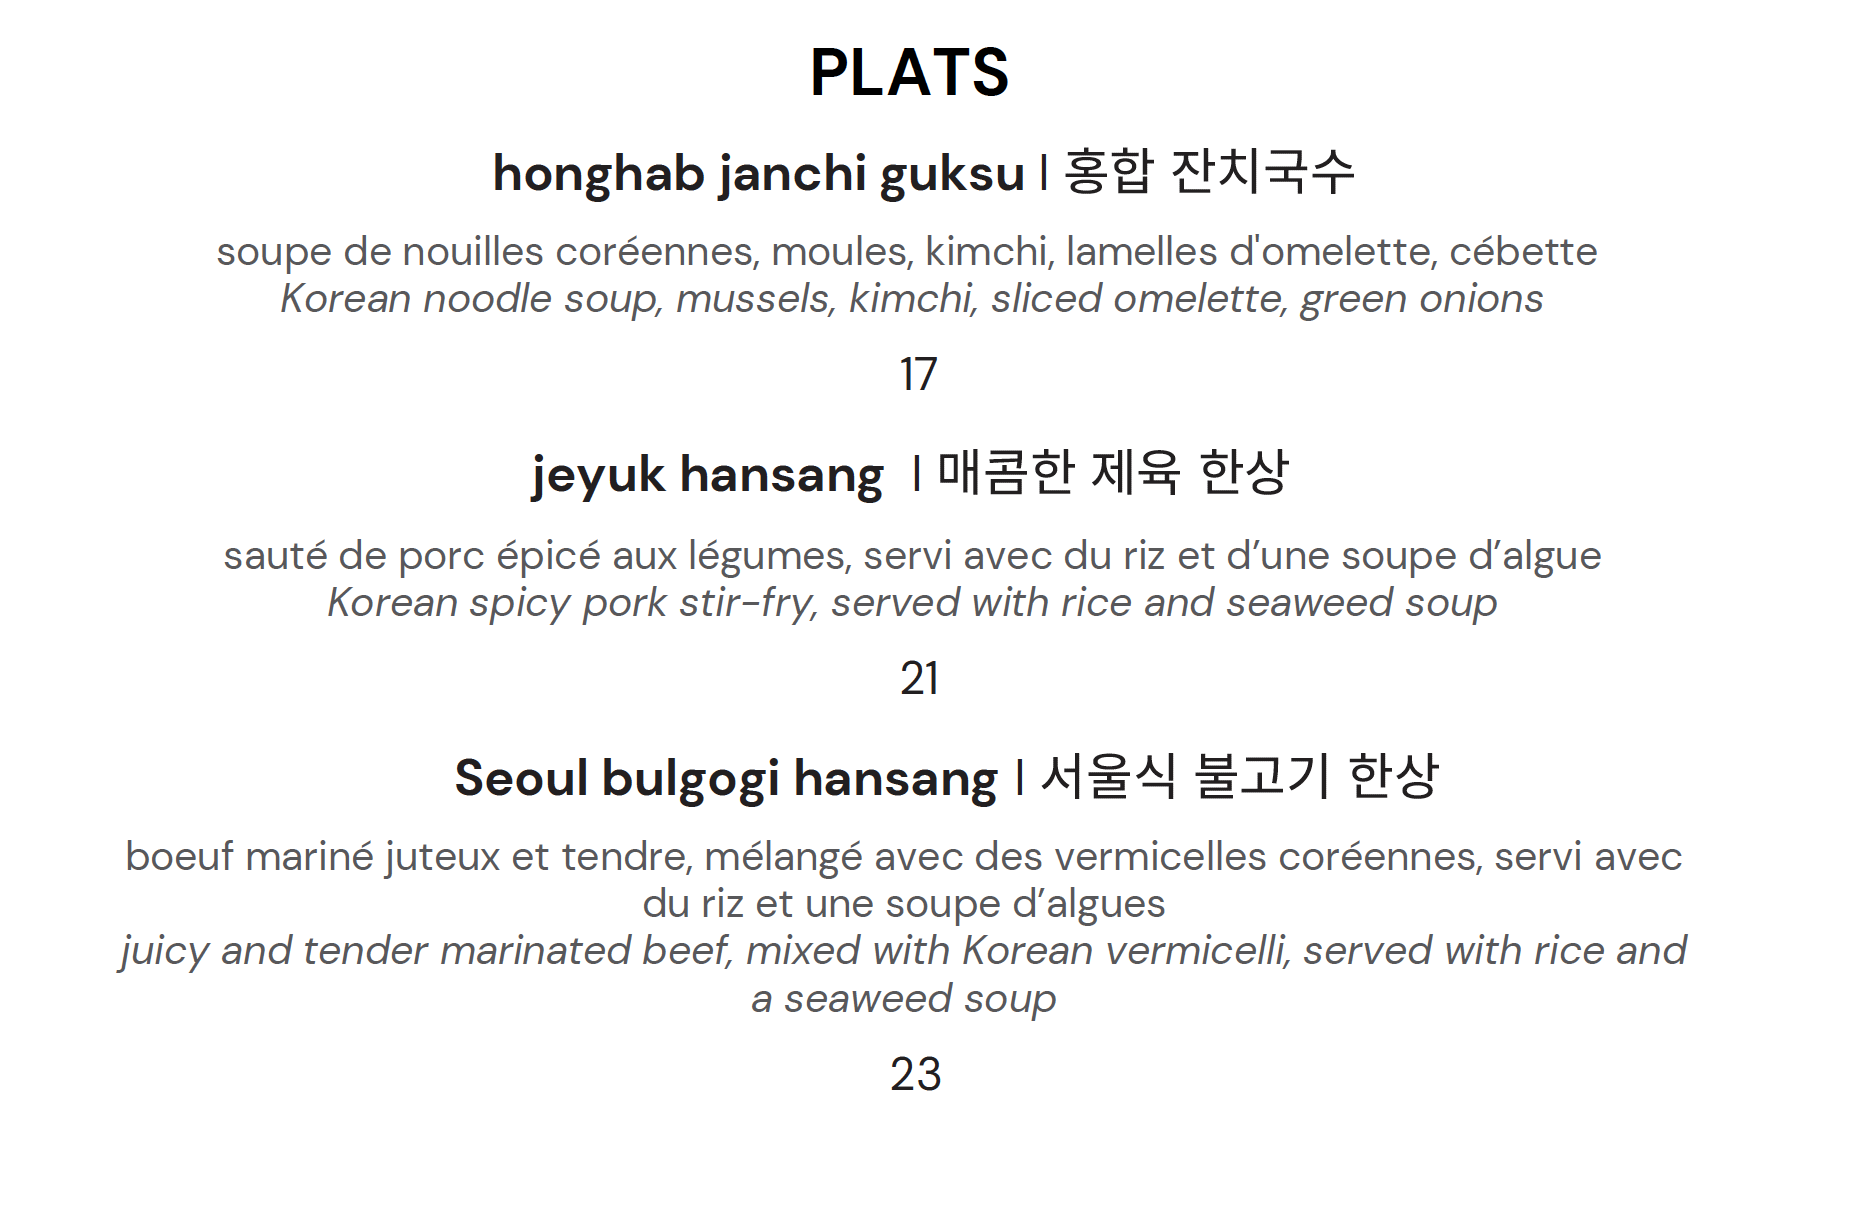 PLATS
honghab janchi guksu | 홍합 잔치국수
soupe de nouilles coréennes, moules, kimchi, lamelles d'omelette, cébette
Korean noodle soup, mussels, kimchi, sliced omelette, green onions
17
jeyuk hansang | 매콤한 제육 한상
sauté de porc épicé aux légumes, servi avec du riz et d’une soupe d’algue
Korean spicy pork stir-fry, served with rice and seaweed soup
21
Seoul bulgogi hansang | 서울식 불고기 한상
boeuf mariné juteux et tendre, mélangé avec des vermicelles coréennes, servi avec
du riz et une soupe d’algues
juicy and tender marinated beef, mixed with Korean vermicelli, served with rice and
a seaweed soup
23